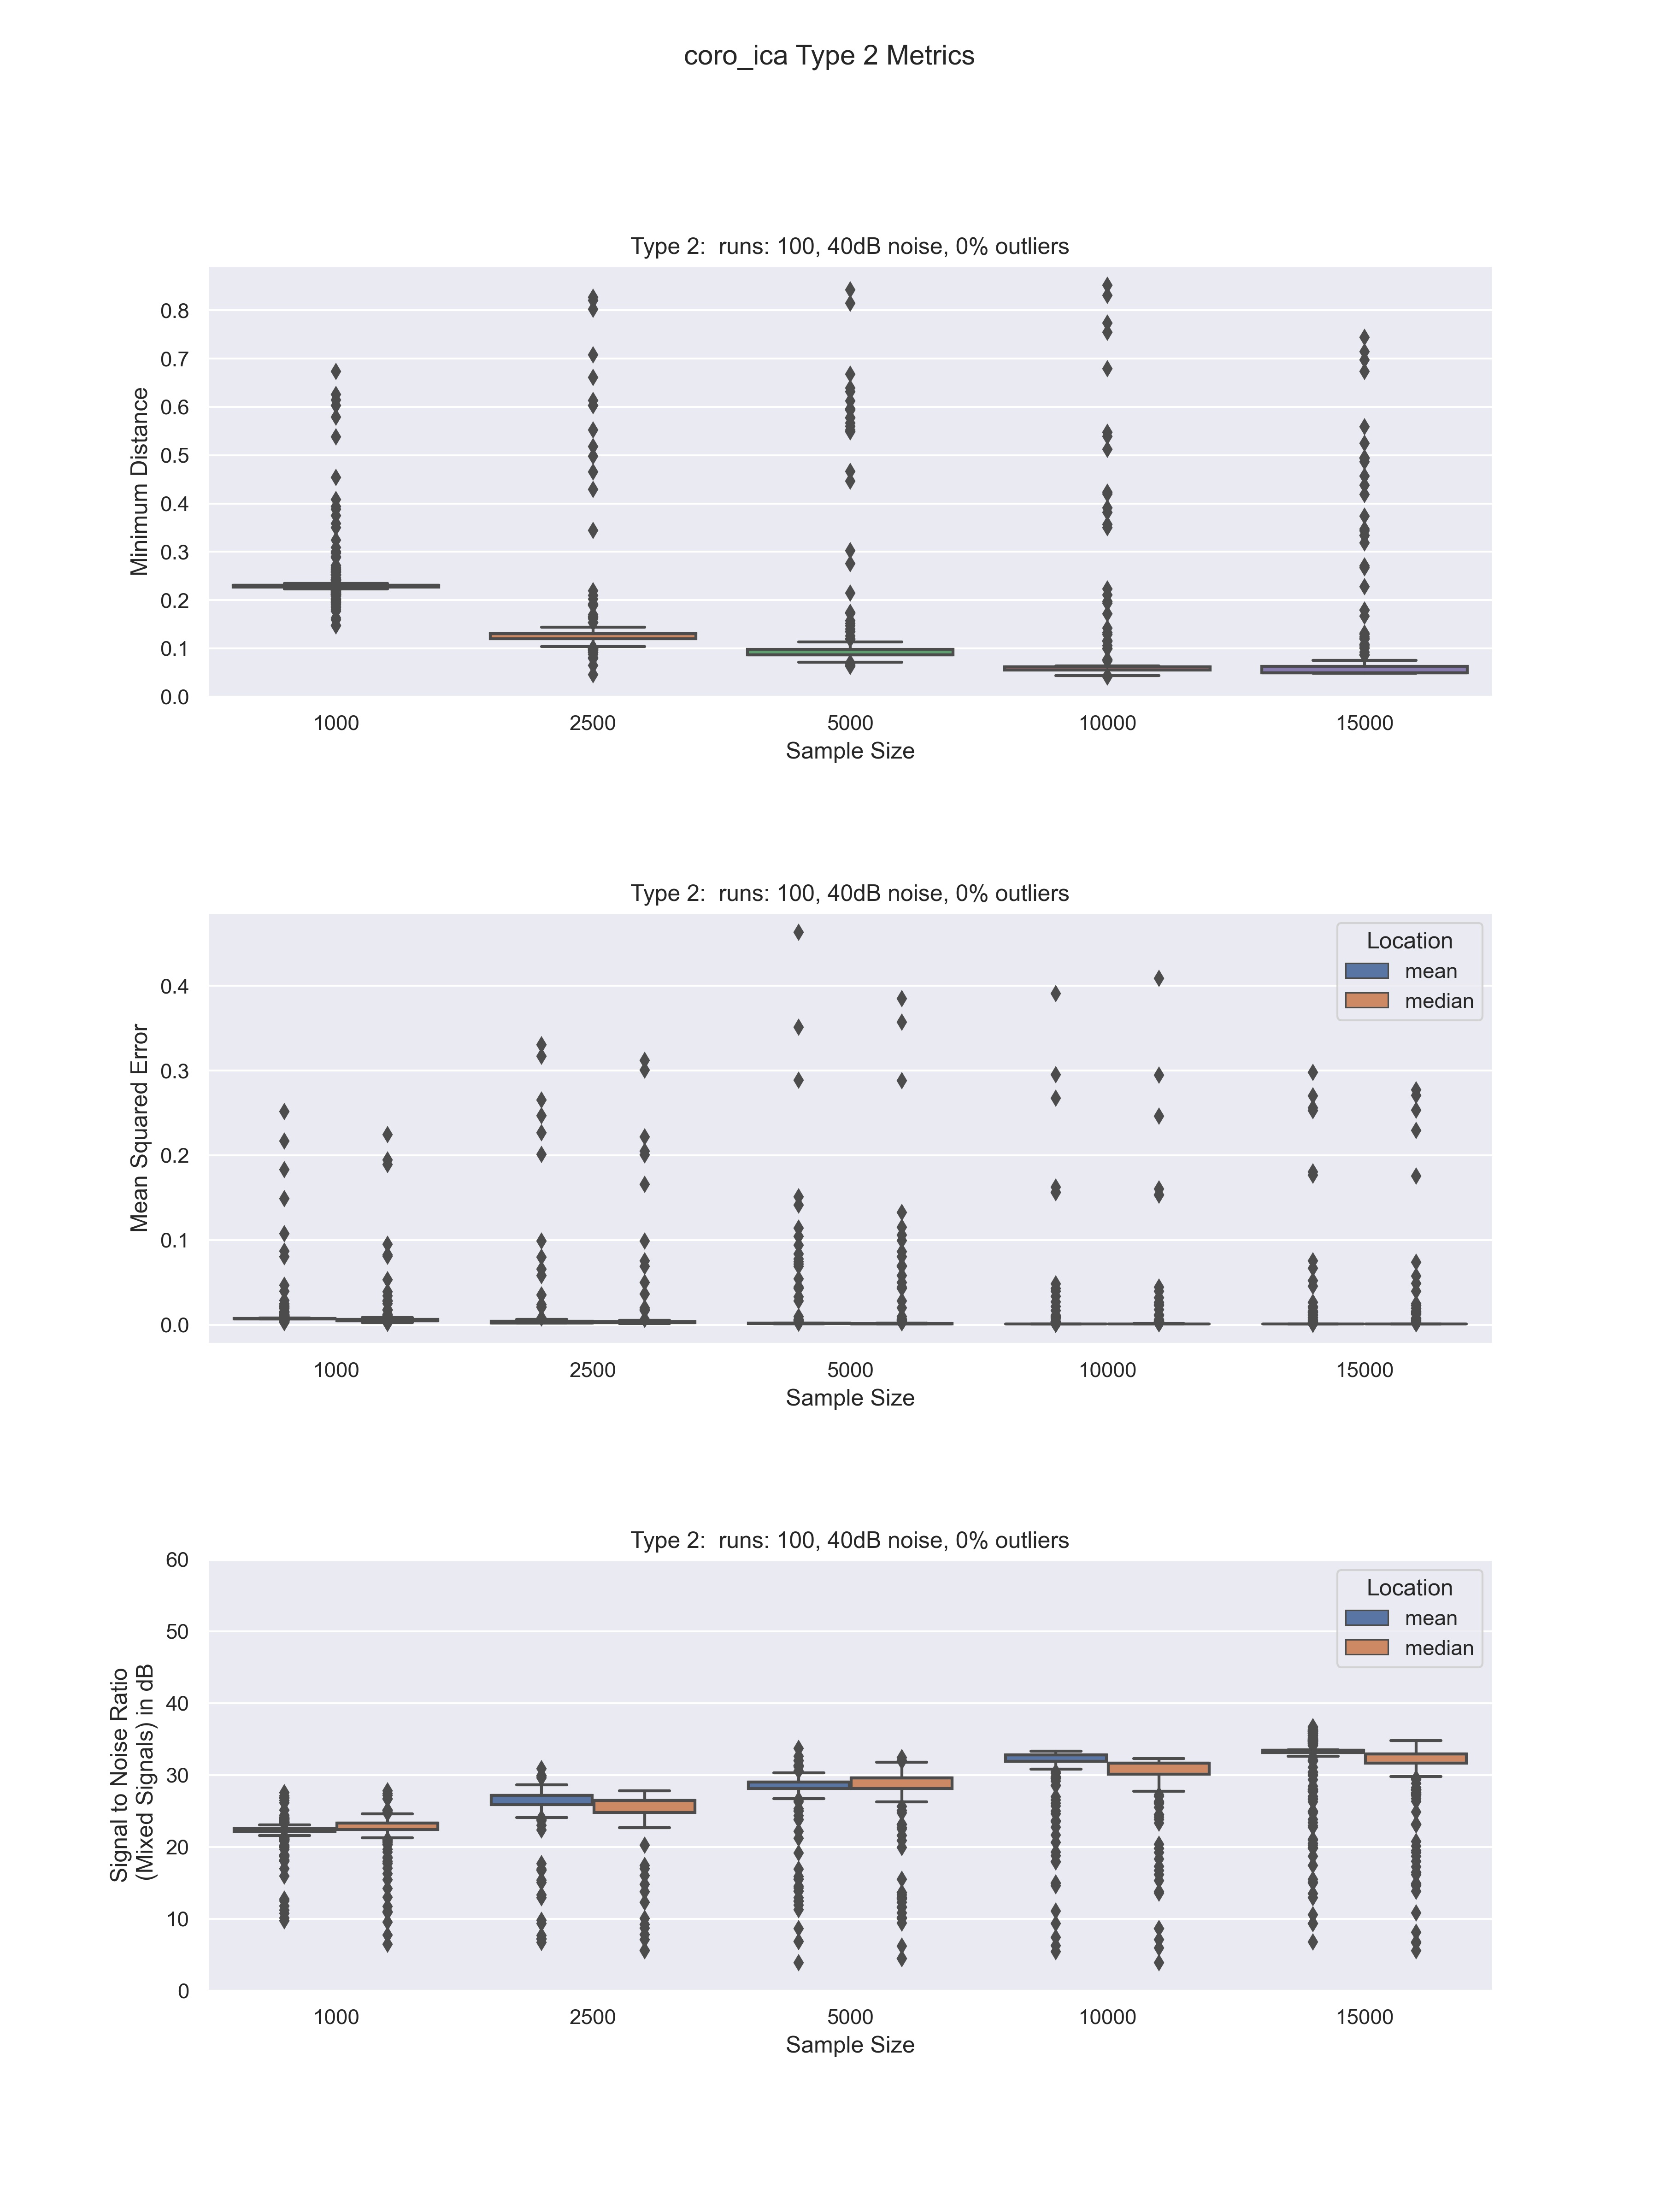 coro_ica Type 2 Metrics
Type 2:  runs: 100, 40dB noise, 0% outliers
Minimum Distance
0.8
0.7
0.6
0.5
0.4
0.3
0.2
0.1
0.0
1000 2500 5000 10000 15000
Sample Size
Type 2:  runs: 100, 40dB noise, 0% outliers
Mean Squared Error
0.4
0.3
0.2
0.1
0.0
Location
mean
median
1000 2500 5000 10000 15000
Sample Size
Type 2:  runs: 100, 40dB noise, 0% outliers
Signal to Noise Ratio
(Mixed Signals) in dB
60
50
40
30
20
10
0
Location
mean
median
1000 2500 5000 10000 15000
Sample Size